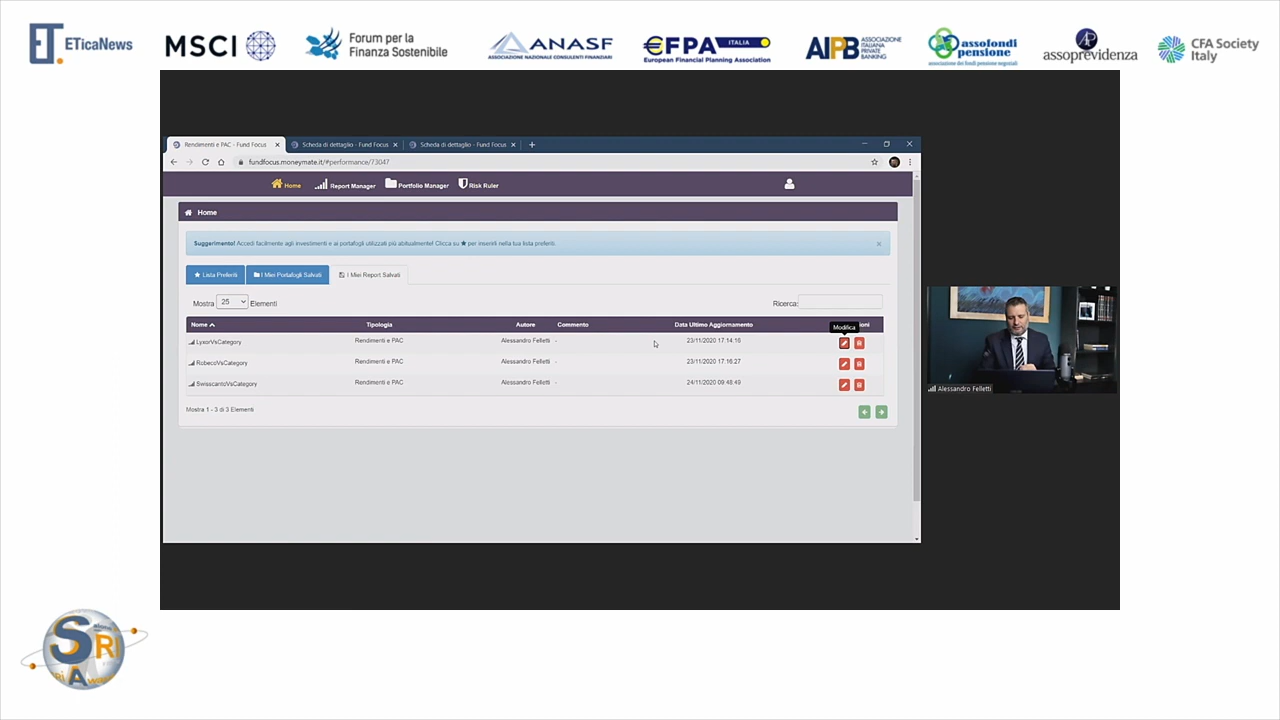 ETicaNews
MSCI
Forum per la
Finanza Sostenibile
ANASF
ASSOCIAZIONE NAZIONALE CONSULENTI FINANZIARI
€FPA ITALIA
European Financial Planning Association
AIPB ASSOCIAZIONE
ITALIANA
PRIVATE
BANKING
assofondi
pensione
associazione dei fondi pensione negoziali
AP
assoprevidenza
CFA Society
Italy
Rendimenti e PAC - Fund Focus
Scheda di dettaglio - Fund Focus
Scheda di dettaglio - Fund Focus
fundfocus.moneymate.it/#performance/73047
Home
Report Manager
Portfolio Manager
Risk Ruler
Home
Suggerimento! Accedi facilmente agli investimenti e ai portafogli utilizzati più abitualmente! Clicca su ★ per inserirli nella tua lista preferiti.
Lista Preferiti
I Miei Portafogli Salvati
I Miei Report Salvati
Mostra 25 Elementi
Ricerca:
Modifica
Nome Tipologia Autore Commento Data Ultimo Aggiornamento
LyxorVsCategory Rendimenti e PAC Alessandro Felletti - 23/11/2020 17:14:16
RobecoVsCategory Rendimenti e PAC Alessandro Felletti - 23/11/2020 17:16:27
SwisscantoVsCategory Rendimenti e PAC Alessandro Felletti - 24/11/2020 09:48:49
Mostra 1 - 3 di 3 Elementi
Alessandro Felletti
SRI